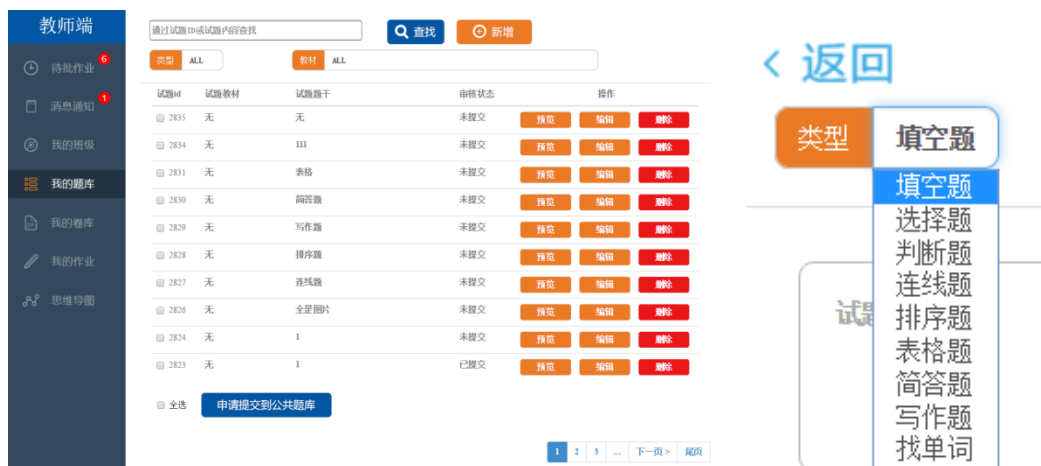 教师端
待批作业 6
消息通知 1
我的班级
我的题库
我的卷库
我的作业
思维导图
通过试题ID或试题内容查找 查找 新增
类型 ALL 教材 ALL
试题id 试题教材 试题题干 审核状态 操作
2835 无 无 未提交 预览 编辑 删除
2834 无 111 未提交 预览 编辑 删除
2831 无 表格 未提交 预览 编辑 删除
2830 无 简答题 未提交 预览 编辑 删除
2829 无 写作题 未提交 预览 编辑 删除
2828 无 排序题 未提交 预览 编辑 删除
2827 无 连线题 未提交 预览 编辑 删除
2826 无 全是图片 未提交 预览 编辑 删除
2824 无 1 未提交 预览 编辑 删除
2823 无 1 已提交 预览 编辑 删除
全选 申请提交到公共题库
1 2 3 ... 下一页 > 尾页
< 返回
类型 填空题
填空题
选择题
判断题
连线题
排序题
表格题
简答题
写作题
找单词
试题